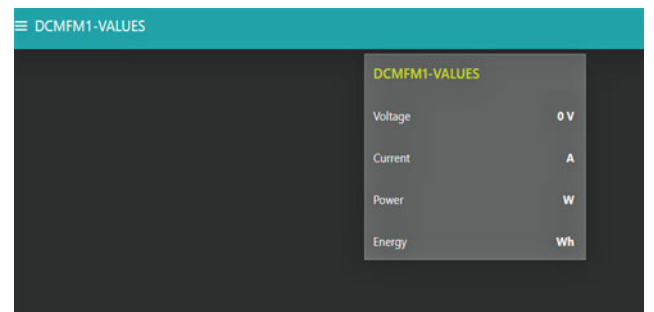 ≡ DCMFM1-VALUES
DCMFM1-VALUES
Voltage 0 V
Current A
Power W
Energy Wh